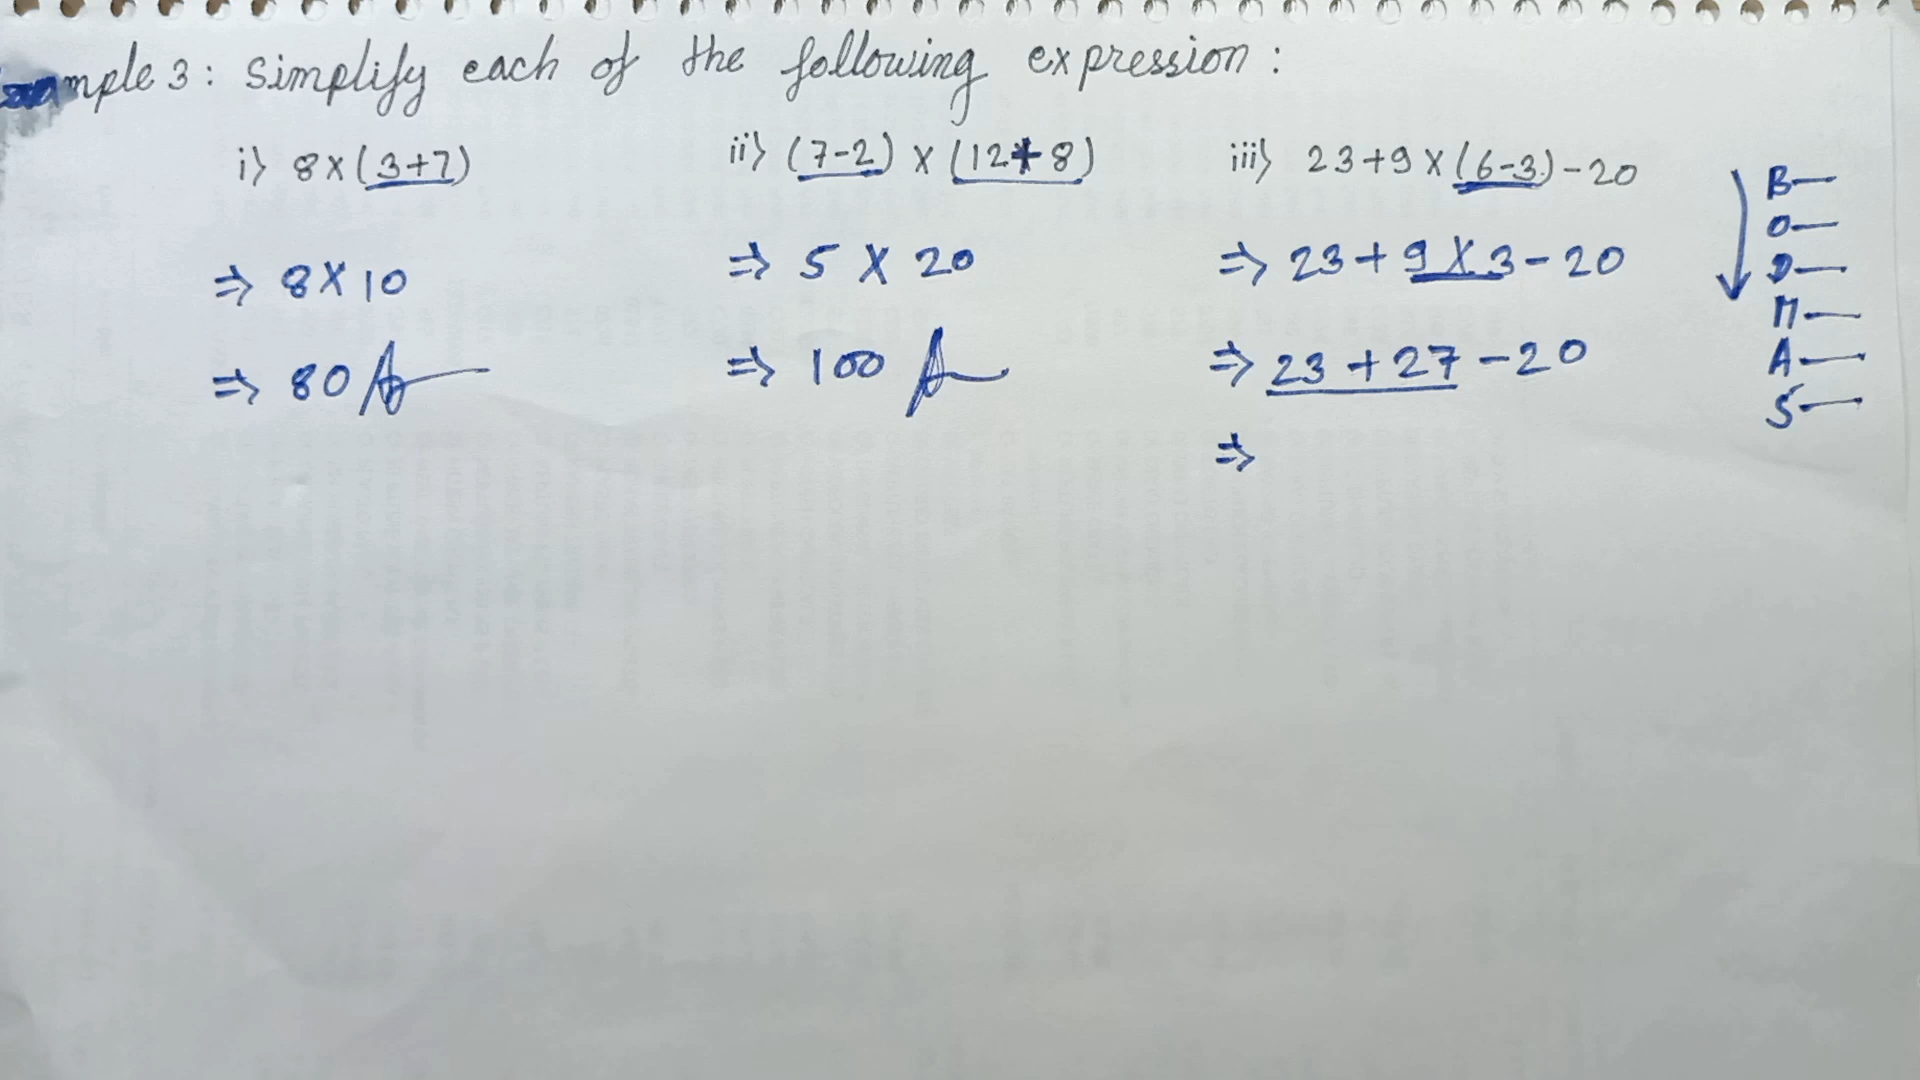 mple 3: Simplify each of the following expression:
i) 8 x (3+7)
⇒ 8 X 10
⇒ 80
ii) (7-2) x (12+8)
⇒ 5 X 20
⇒ 100
iii) 23+9 x (6-3) - 20
⇒ 23 + 9 X 3 - 20
⇒ 23 + 27 - 20
⇒
B—
O—
D—
M—
A—
S—